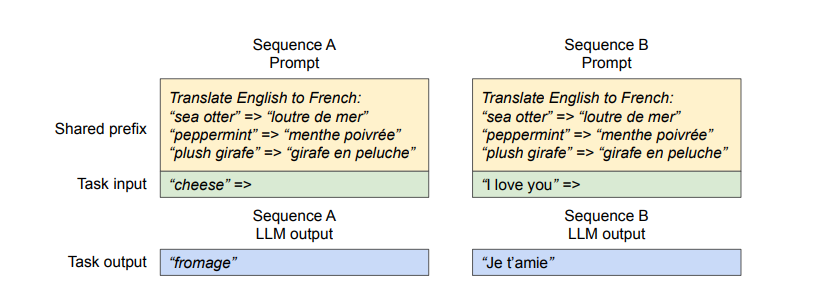 Sequence A
Prompt
Sequence B
Prompt
Shared prefix
Translate English to French:
“sea otter” => “loutre de mer”
“peppermint” => “menthe poivrée”
“plush girafe” => “girafe en peluche”
Translate English to French:
“sea otter” => “loutre de mer”
“peppermint” => “menthe poivrée”
“plush girafe” => “girafe en peluche”
Task input
“cheese” =>
“I love you” =>
Sequence A
LLM output
Sequence B
LLM output
Task output
“fromage”
“Je t’amie”